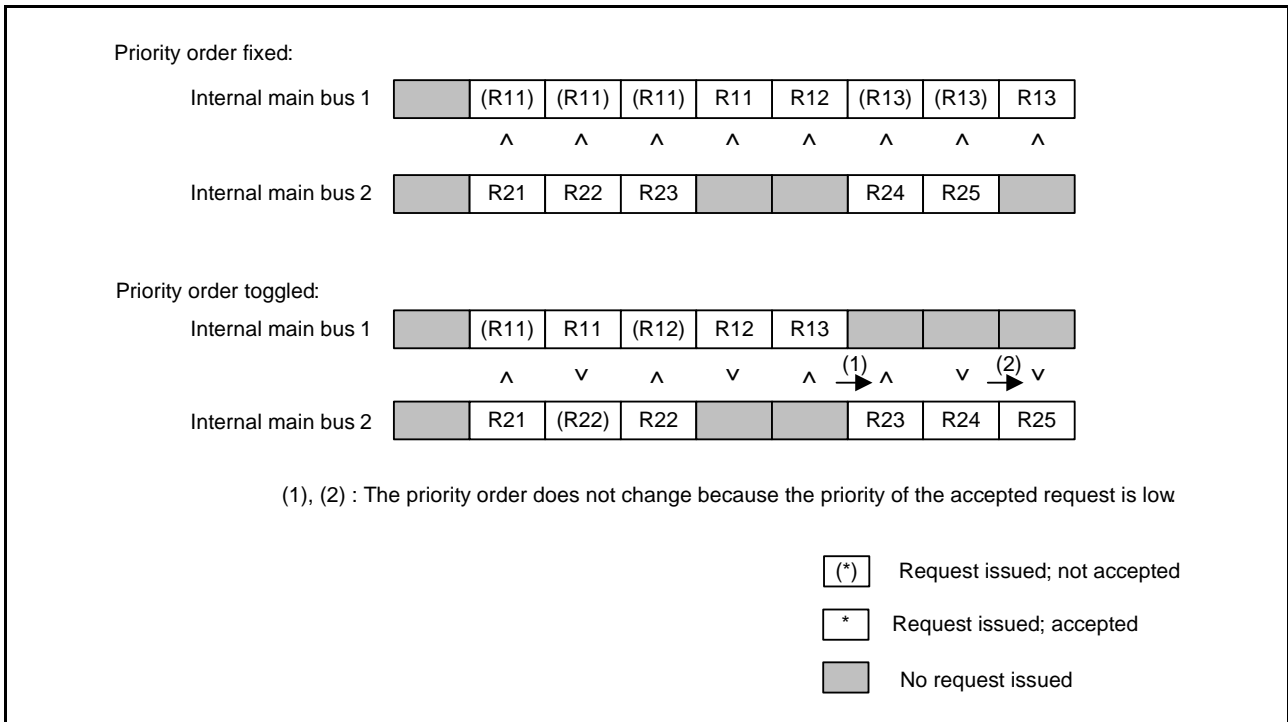 Priority order fixed:
Internal main bus 1 (R11) (R11) (R11) R11 R12 (R13) (R13) R13
^ ^ ^ ^ ^ ^ ^ ^
Internal main bus 2 R21 R22 R23 R24 R25
Priority order toggled:
Internal main bus 1 (R11) R11 (R12) R12 R13
^ v ^ v ^ (1) ^ v (2) v
Internal main bus 2 R21 (R22) R22 R23 R24 R25
(1), (2) : The priority order does not change because the priority of the accepted request is low.
(*) Request issued; not accepted
* Request issued; accepted
No request issued